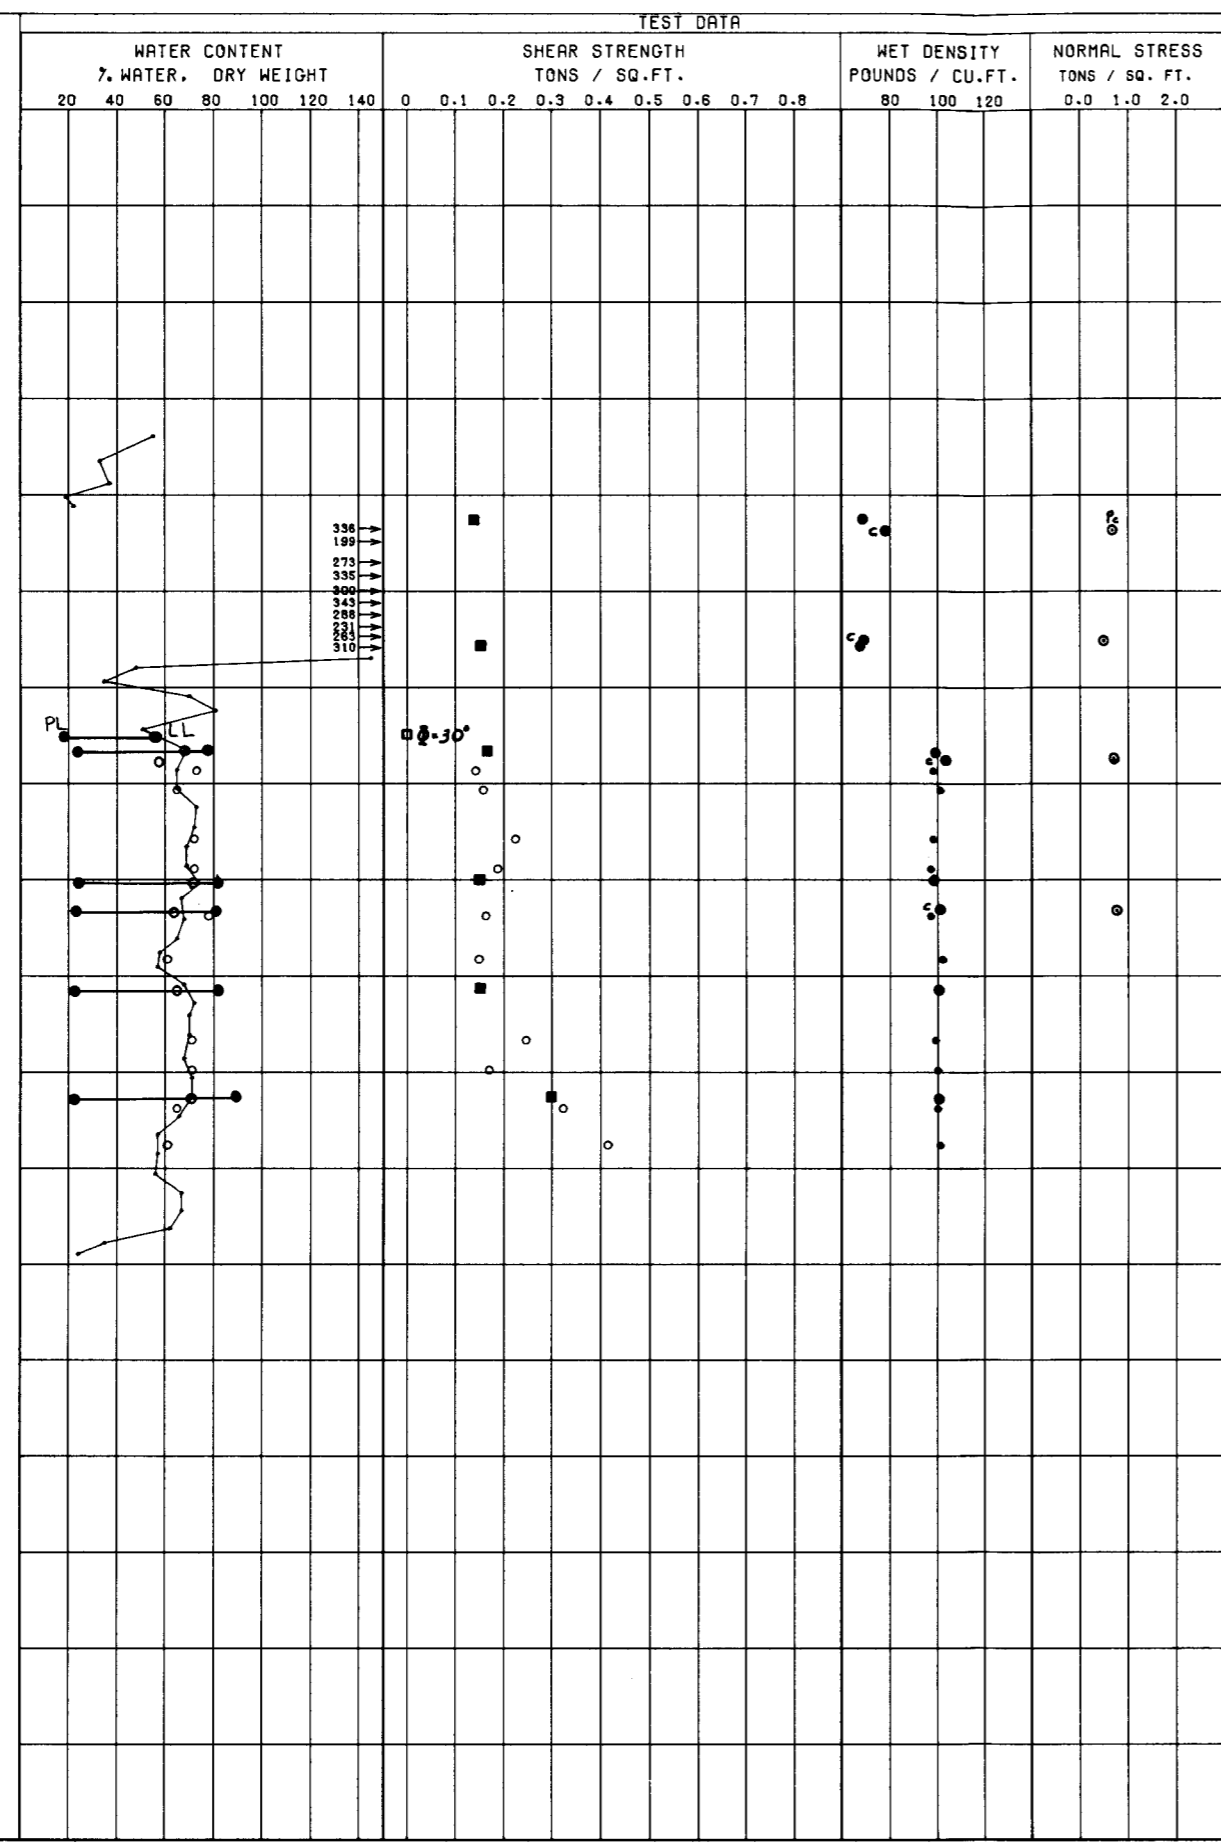 TEST DATA
WATER CONTENT
% WATER, DRY WEIGHT
20 40 60 80 100 120 140
SHEAR STRENGTH
TONS / SQ.FT.
0 0.1 0.2 0.3 0.4 0.5 0.6 0.7 0.8
WET DENSITY
POUNDS / CU.FT.
80 100 120
NORMAL STRESS
TONS / SQ. FT.
0.0 1.0 2.0
Pc
336
C
199
273
335
300
343
288
231
C
263
310
PL
LL
=30°
C
C